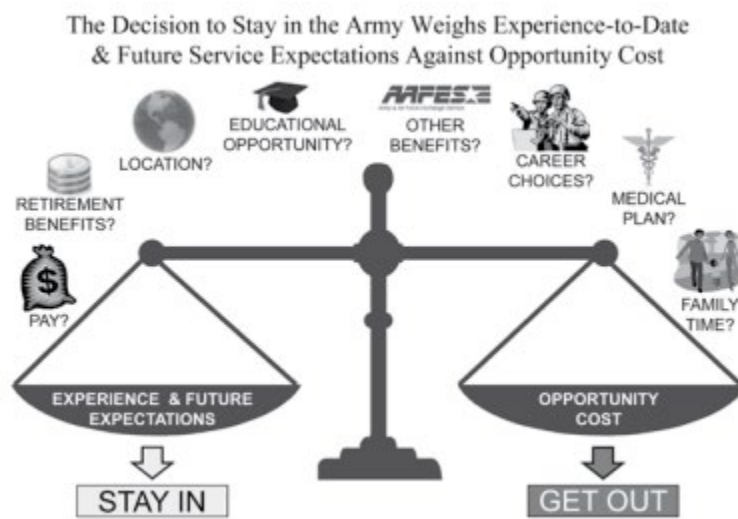 The Decision to Stay in the Army Weighs Experience-to-Date
& Future Service Expectations Against Opportunity Cost
AAFES
EDUCATIONAL
OPPORTUNITY?
OTHER
BENEFITS?
LOCATION?
CAREER
CHOICES?
RETIREMENT
BENEFITS?
MEDICAL
PLAN?
$
PAY?
FAMILY
TIME?
EXPERIENCE & FUTURE
EXPECTATIONS
OPPORTUNITY
COST
STAY IN
GET OUT